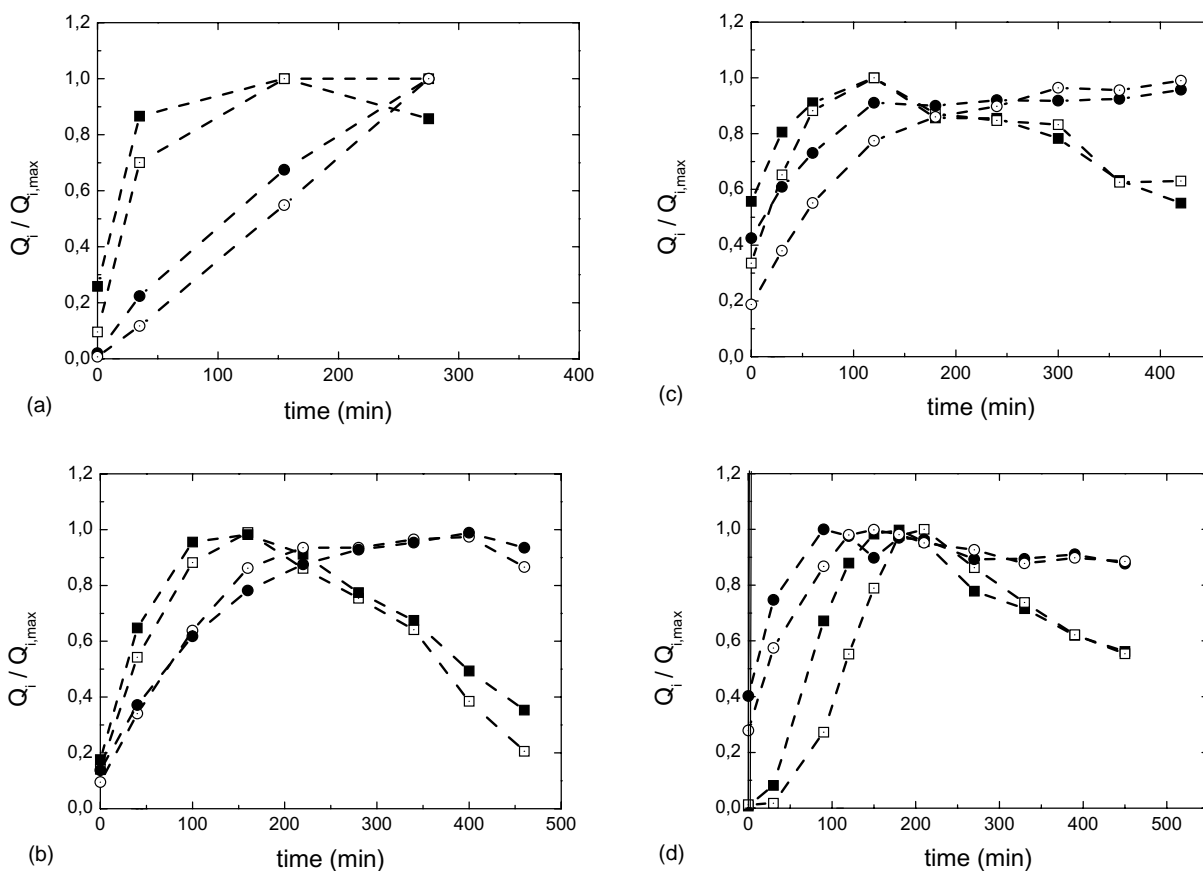 1,2
1,0
0,8
0,6
0,4
0,2
0,0
Q_i / Q_i,max
0 100 200 300 400
time (min)
(a)
1,2
1,0
0,8
0,6
0,4
0,2
0,0
Q_i / Q_i,max
0 100 200 300 400
time (min)
(c)
1,2
1,0
0,8
0,6
0,4
0,2
0,0
Q_i / Q_i,max
0 100 200 300 400 500
time (min)
(b)
1,2
1,0
0,8
0,6
0,4
0,2
0,0
Q_i / Q_i,max
0 100 200 300 400 500
time (min)
(d)